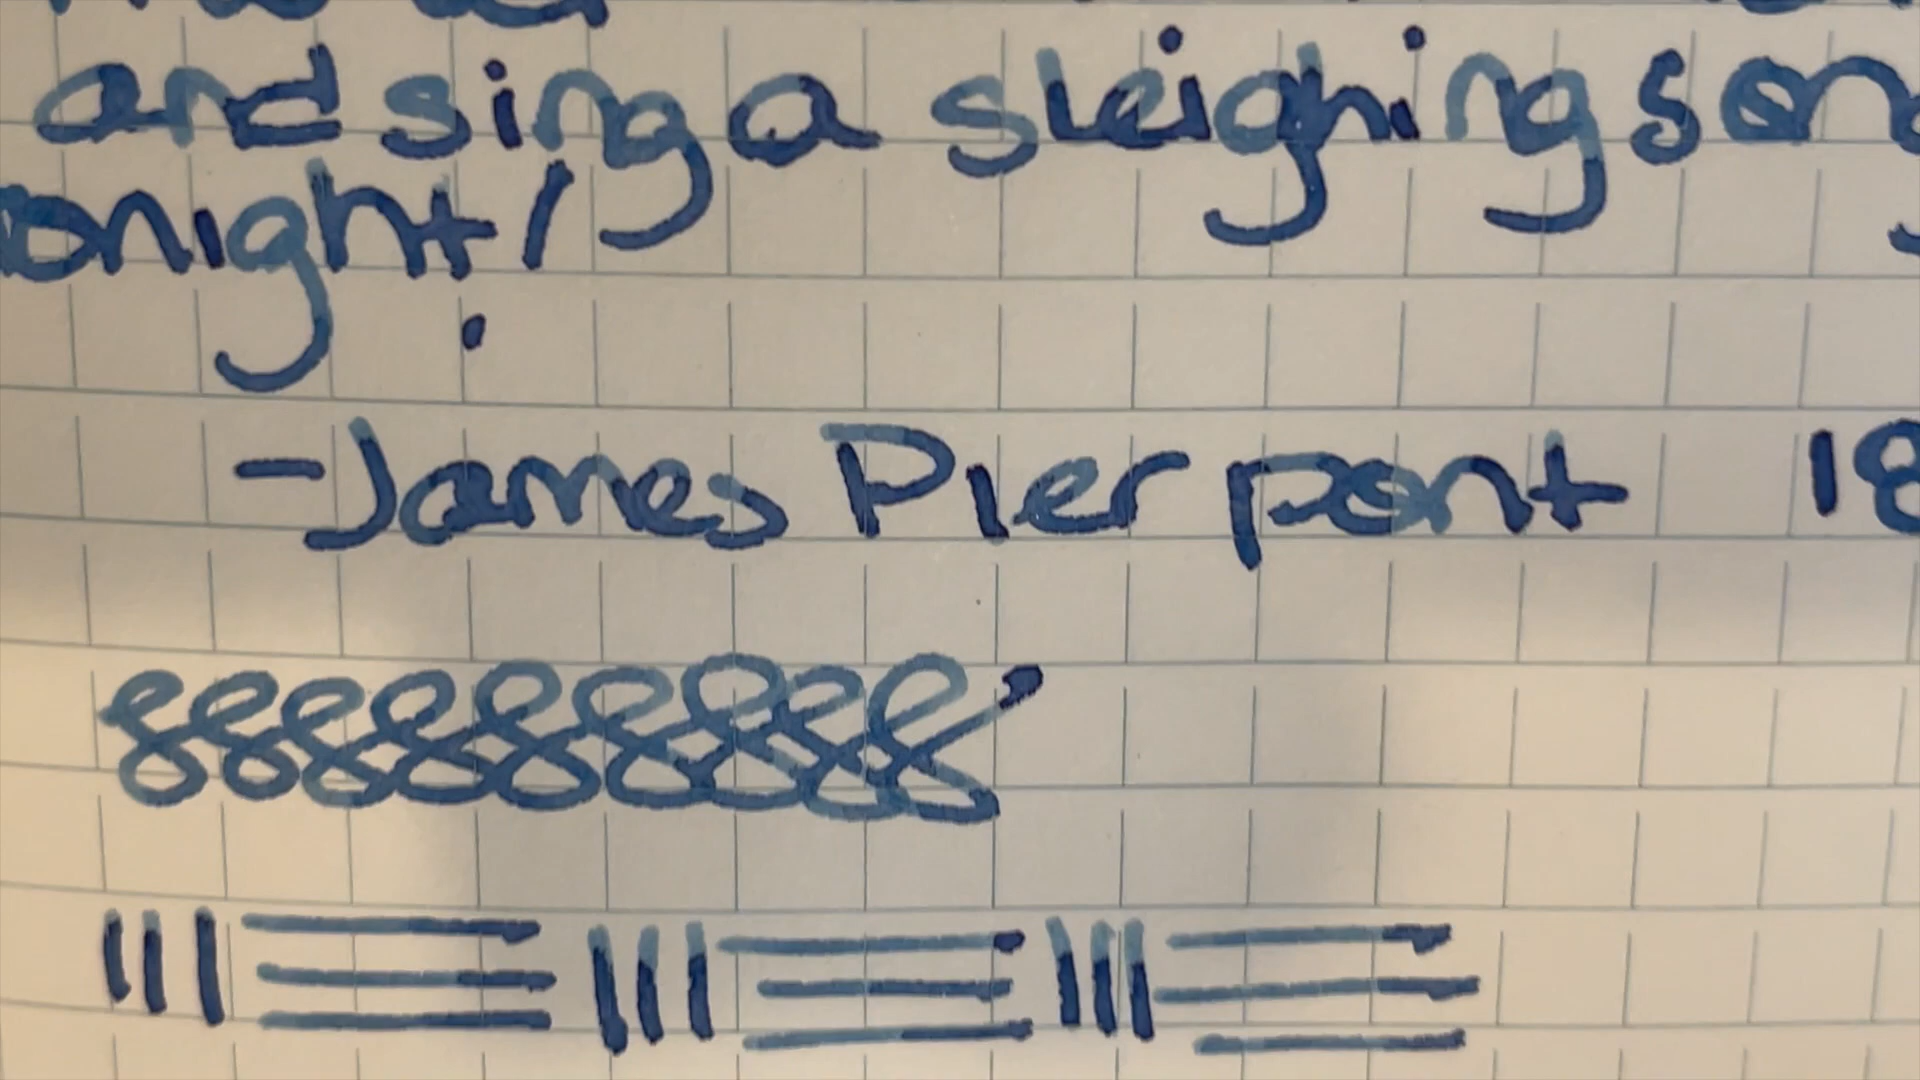 and sing a sleighing song
tonight!
-James Pierpont 18